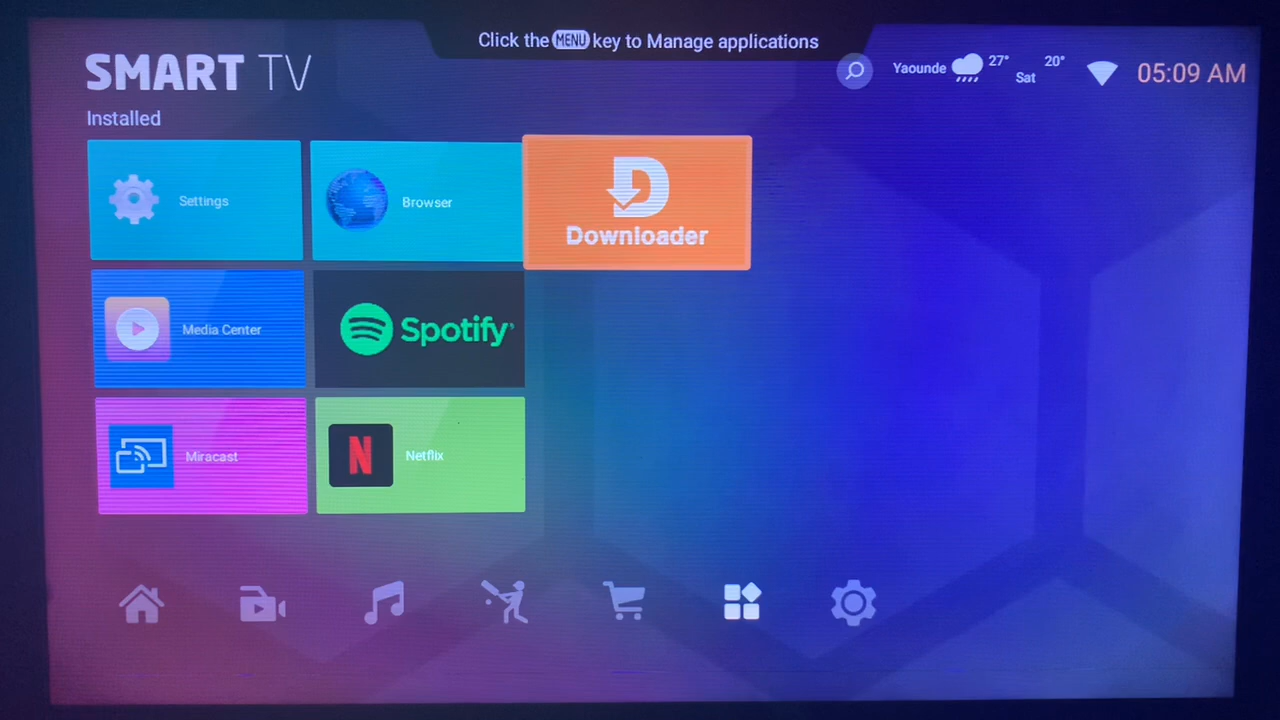 Click the MENU key to Manage applications
SMART TV
Yaounde 27° Sat 20° 05:09 AM
Installed
Settings
Browser
Downloader
Media Center
Spotify
Miracast
N Netflix